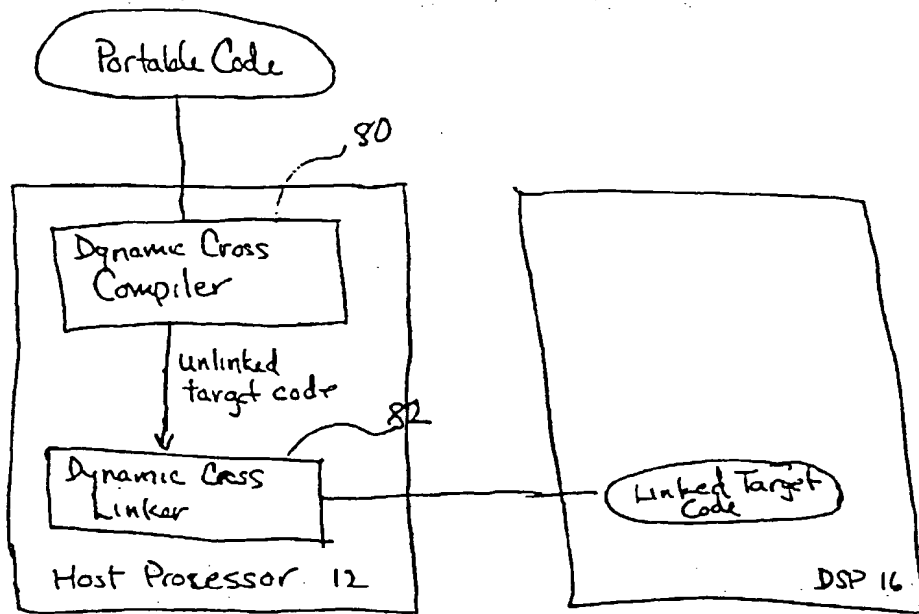 Portable Code
80
Dynamic Cross
Compiler
unlinked
target code
82
Dynamic Cross
Linker
Linked Target
Code
Host Processor 12
DSP 16